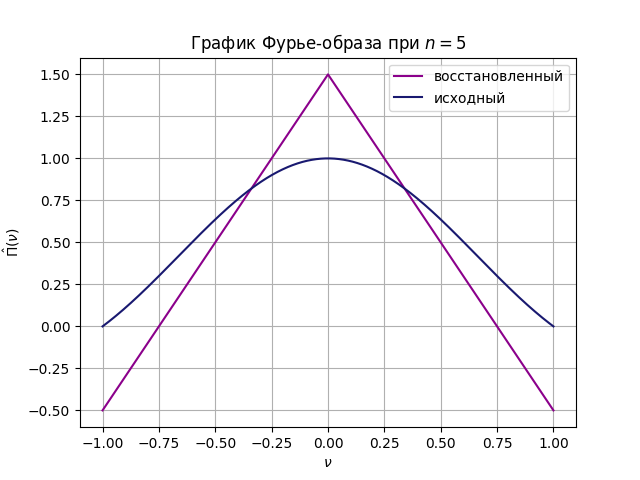 График Фурье-образа при n = 5
восстановленный
исходный
1.50
1.25
1.00
0.75
0.50
0.25
0.00
−0.25
−0.50
Π̂(ν)
−1.00 −0.75 −0.50 −0.25 0.00 0.25 0.50 0.75 1.00
ν